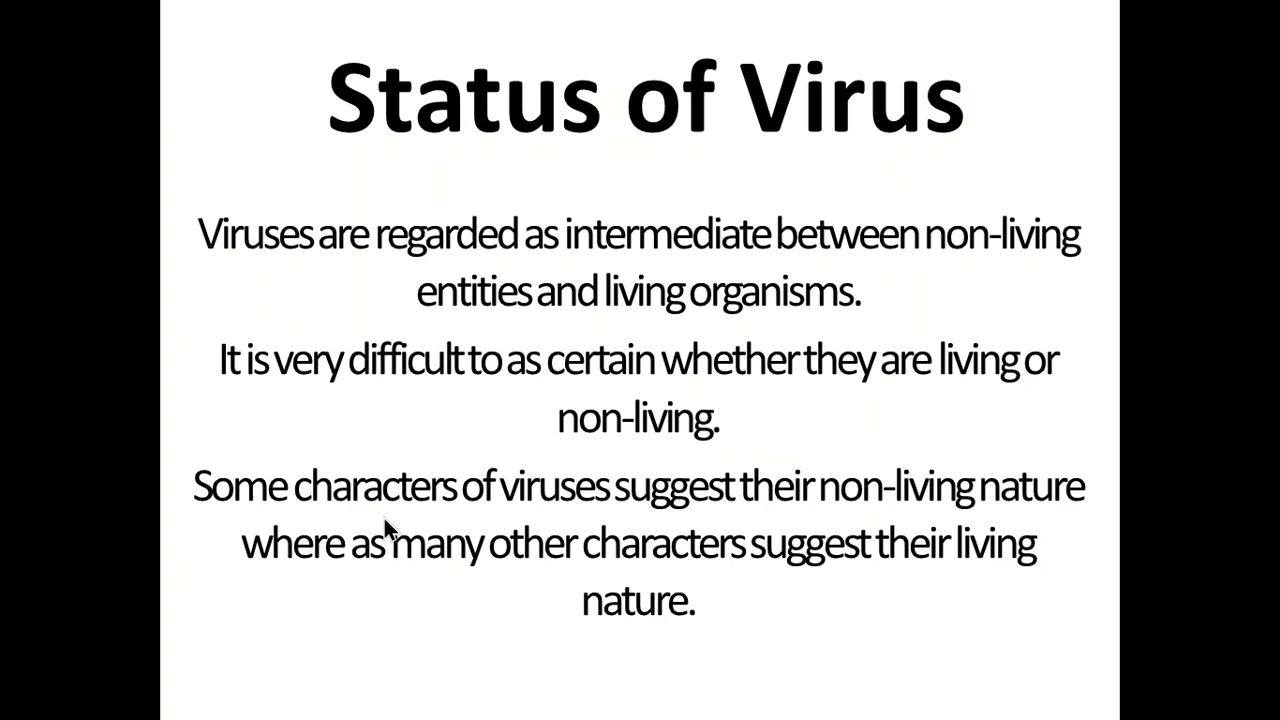 Status of Virus
Viruses are regarded as intermediate between non-living
entities and living organisms.
It is very difficult to as certain whether they are living or
non-living.
Some characters of viruses suggest their non-living nature
where as many other characters suggest their living
nature.